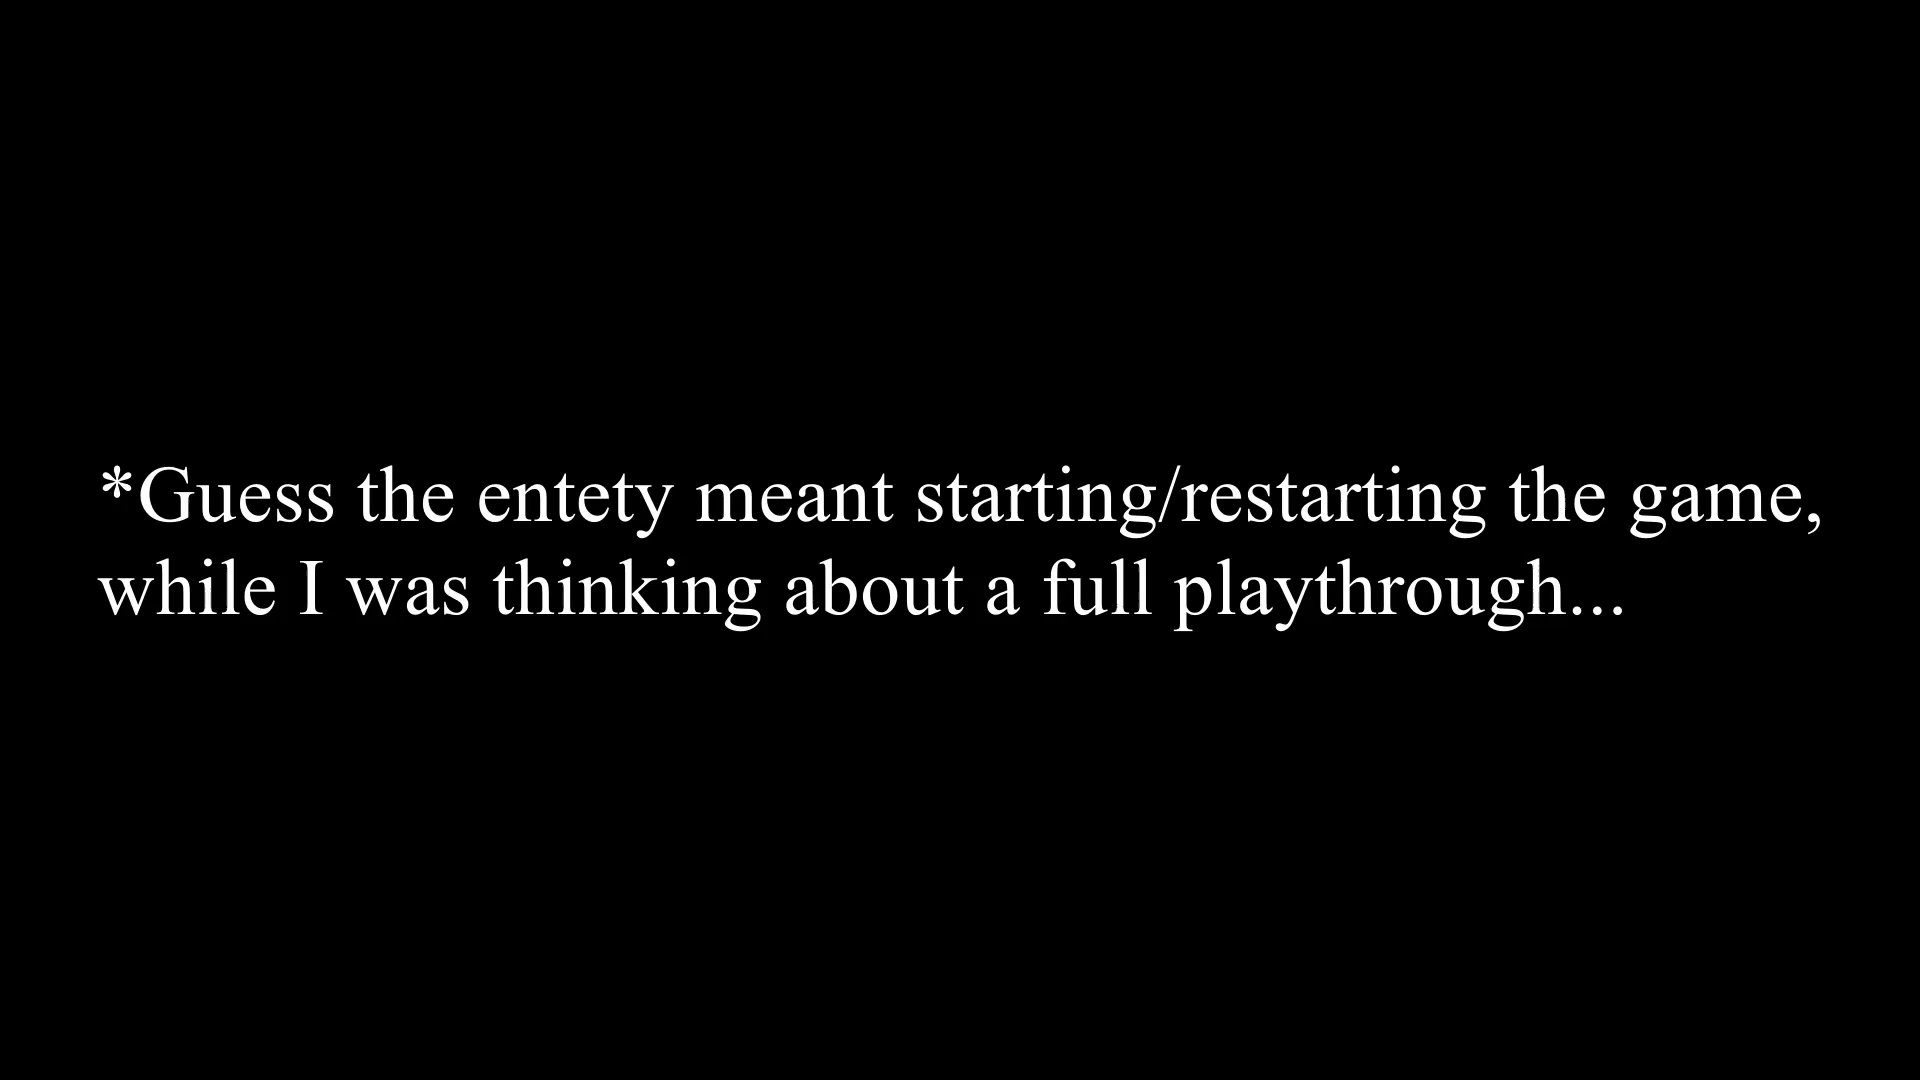 *Guess the entety meant starting/restarting the game,
while I was thinking about a full playthrough...